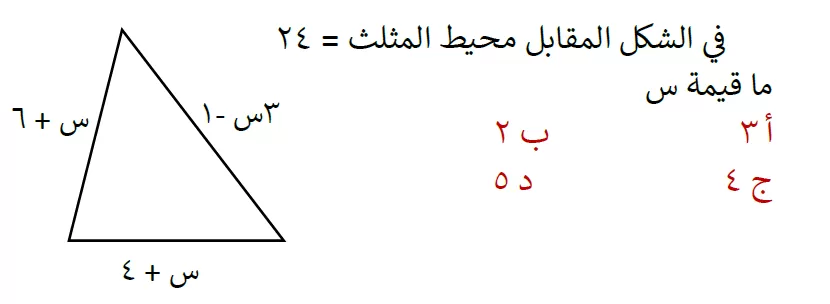 في الشكل المقابل محيط المثلث = ٢٤
ما قيمة س
أ ٣ ب ٢
ج ٤ د ٥
٣س -١
س + ٦
س + ٤